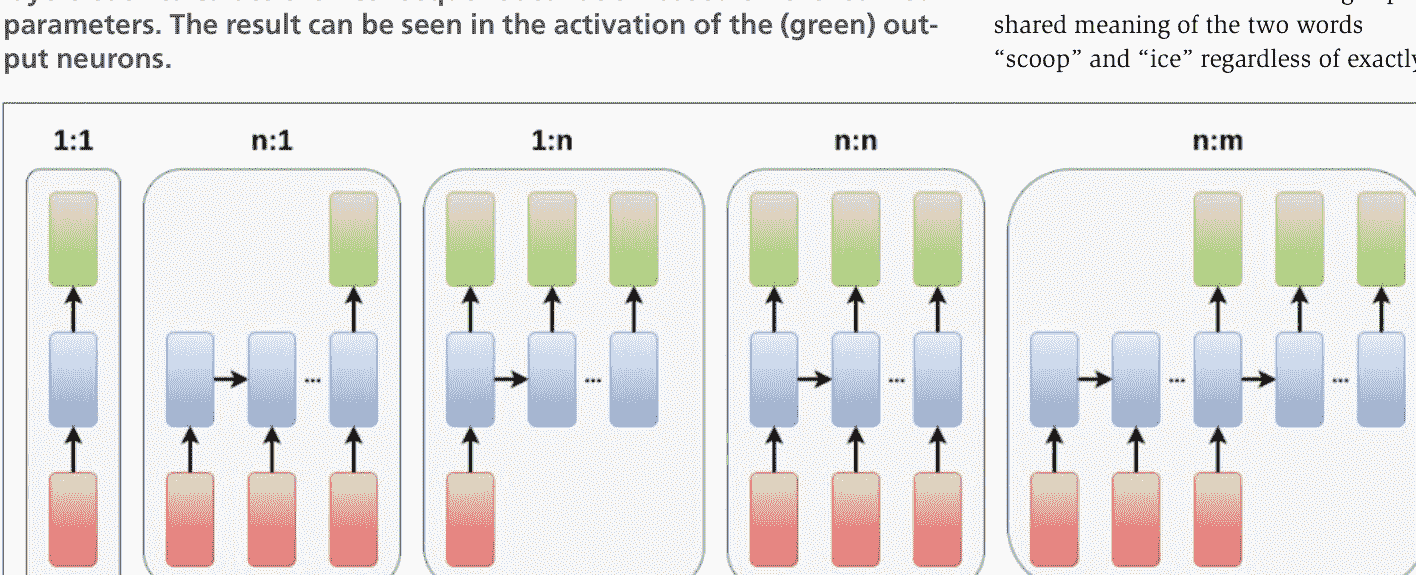 parameters. The result can be seen in the activation of the (green) out-
put neurons.
shared meaning of the two words
“scoop” and “ice” regardless of exactly
1:1 n:1 1:n n:n n:m
... ... ... ... ...